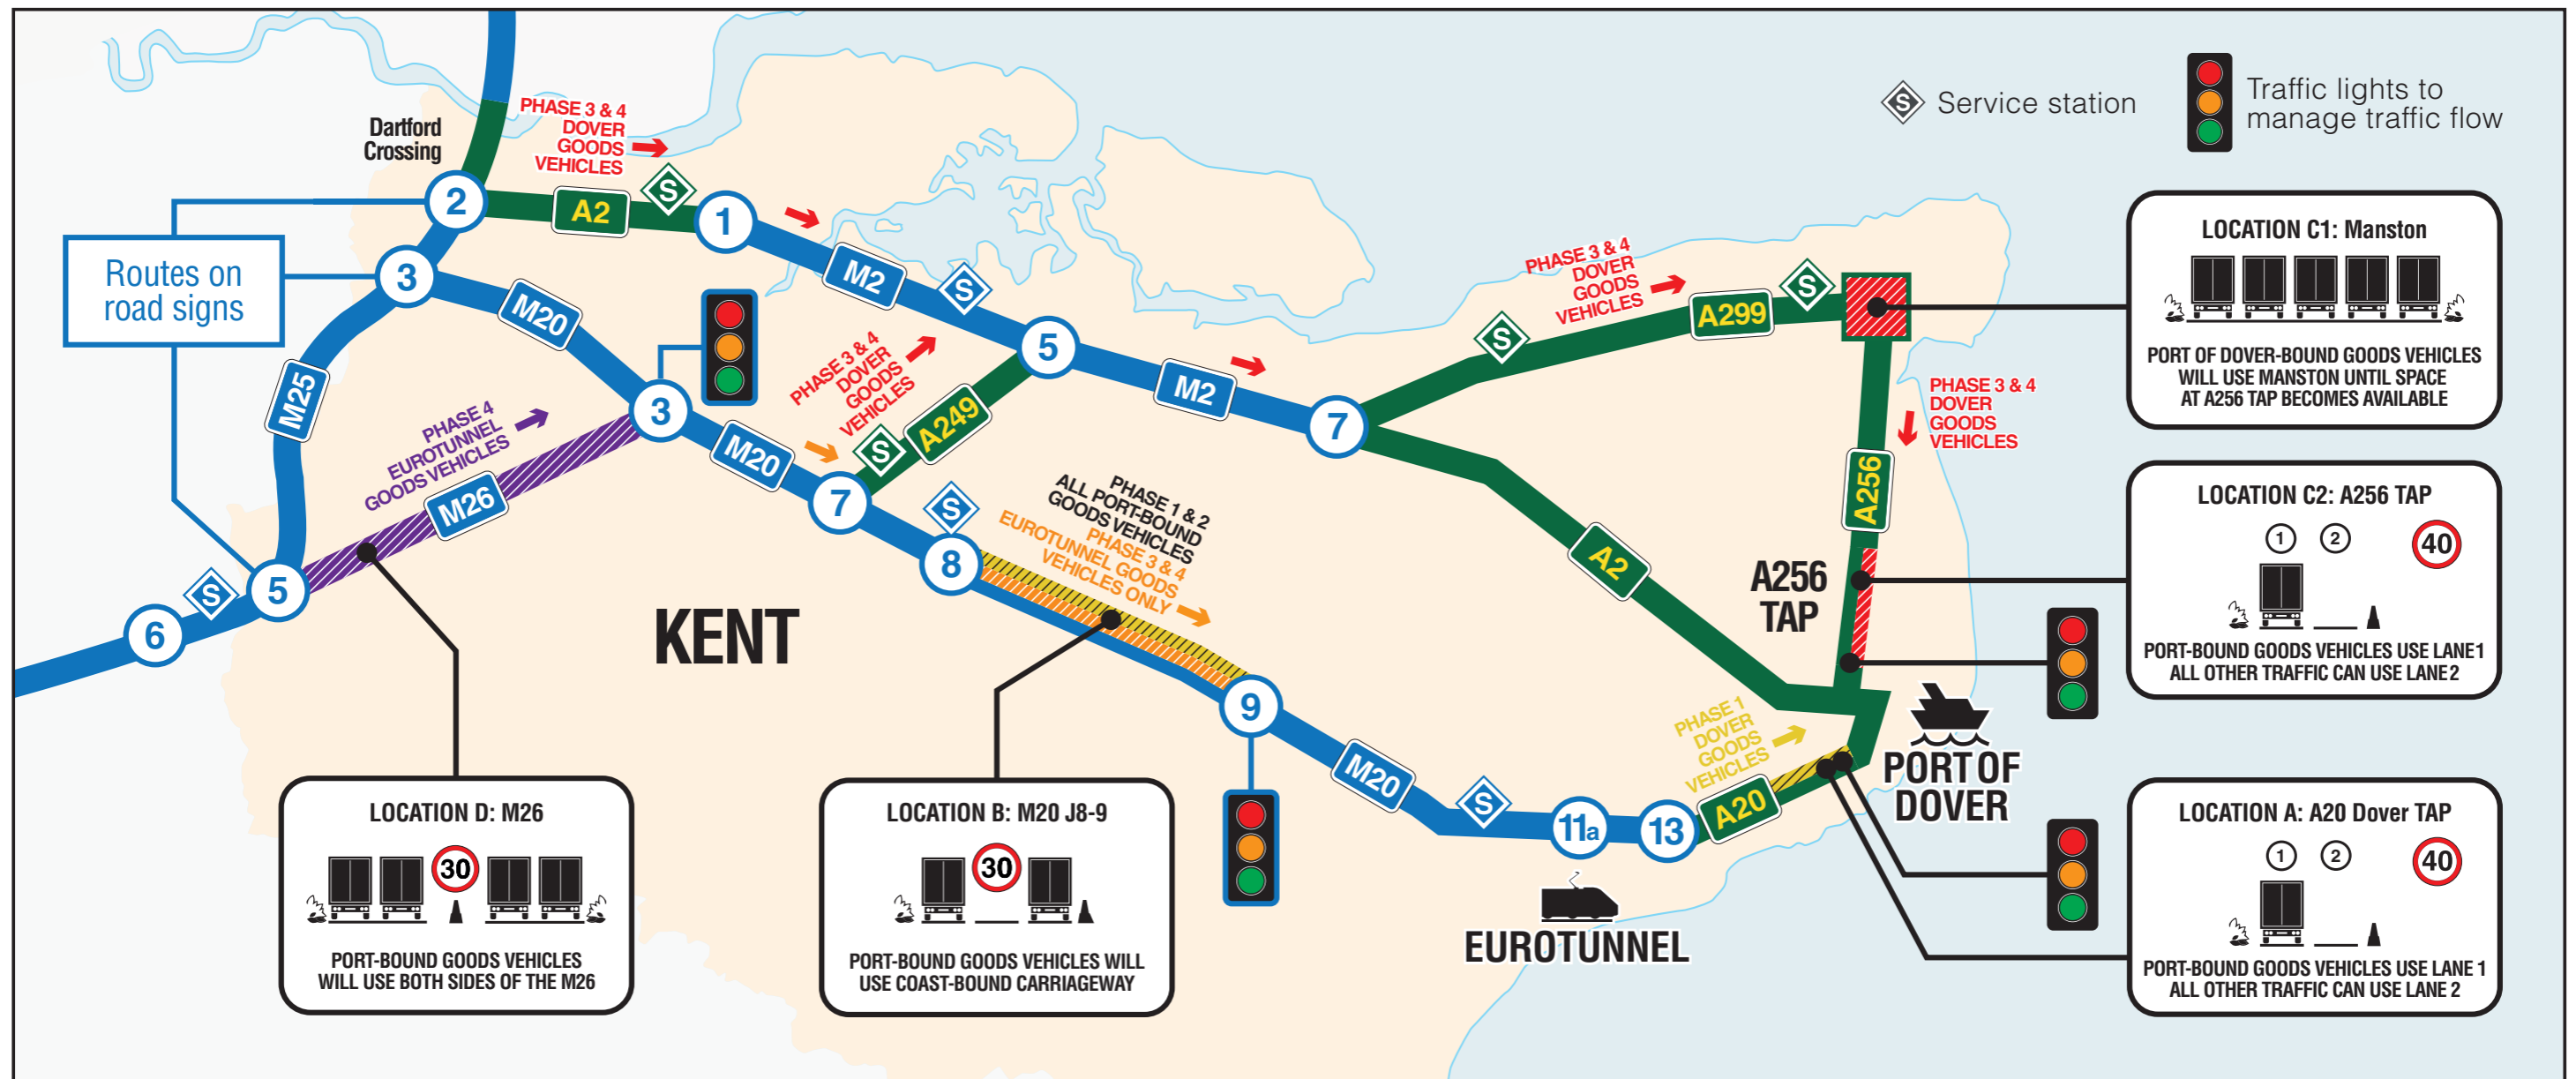 Dartford
Crossing
PHASE 3 & 4
DOVER
GOODS
VEHICLES
S
Service station
Traffic lights to
manage traffic flow
2
A2
S
1
Routes on
road signs
3
M20
M2
S
M25
3
PHASE 3 & 4
DOVER
GOODS
VEHICLES
5
M2
7
PHASE 3 & 4
DOVER
GOODS
VEHICLES
S
A299
S
LOCATION C1: Manston
PORT OF DOVER-BOUND GOODS VEHICLES
WILL USE MANSTON UNTIL SPACE
AT A256 TAP BECOMES AVAILABLE
PHASE 3 & 4
DOVER
GOODS
VEHICLES
A256
PHASE 4
EUROTUNNEL
GOODS VEHICLES
M26
M20
S
A249
7
S
8
PHASE 1 & 2
ALL PORT-BOUND
GOODS VEHICLES
PHASE 3 & 4
EUROTUNNEL GOODS
VEHICLES ONLY
A2
A256
TAP
LOCATION C2: A256 TAP
1
2
40
PORT-BOUND GOODS VEHICLES USE LANE 1
ALL OTHER TRAFFIC CAN USE LANE 2
S
5
6
KENT
9
M20
S
11a
13
A20
PHASE 1
DOVER
GOODS
VEHICLES
PORT OF
DOVER
EUROTUNNEL
LOCATION D: M26
30
PORT-BOUND GOODS VEHICLES
WILL USE BOTH SIDES OF THE M26
LOCATION B: M20 J8-9
30
PORT-BOUND GOODS VEHICLES WILL
USE COAST-BOUND CARRIAGEWAY
LOCATION A: A20 Dover TAP
1
2
40
PORT-BOUND GOODS VEHICLES USE LANE 1
ALL OTHER TRAFFIC CAN USE LANE 2